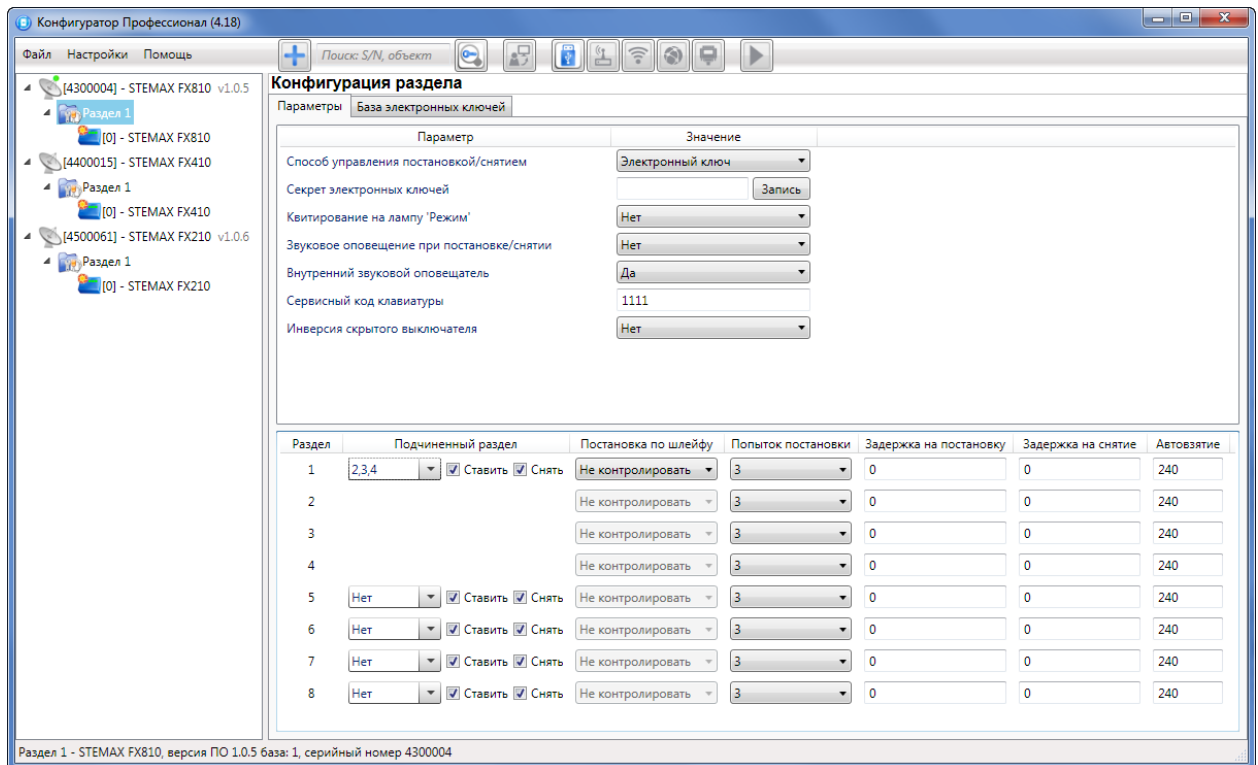 Конфигуратор Профессионал (4.18)
Файл Настройки Помощь Поиск: S/N, объект
[4300004] - STEMAX FX810 v1.0.5
Раздел 1
[0] - STEMAX FX810
[4400015] - STEMAX FX410
Раздел 1
[0] - STEMAX FX410
[4500061] - STEMAX FX210 v1.0.6
Раздел 1
[0] - STEMAX FX210
Конфигурация раздела
Параметры База электронных ключей
Параметр Значение
Способ управления постановкой/снятием Электронный ключ
Секрет электронных ключей Запись
Квитирование на лампу 'Режим' Нет
Звуковое оповещение при постановке/снятии Нет
Внутренний звуковой оповещатель Да
Сервисный код клавиатуры 1111
Инверсия скрытого выключателя Нет
Раздел Подчиненный раздел Постановка по шлейфу Попыток постановки Задержка на постановку Задержка на снятие Автовзятие
1 2,3,4 Ставить Снять Не контролировать 3 0 0 240
2 Не контролировать 3 0 0 240
3 Не контролировать 3 0 0 240
4 Не контролировать 3 0 0 240
5 Нет Ставить Снять Не контролировать 3 0 0 240
6 Нет Ставить Снять Не контролировать 3 0 0 240
7 Нет Ставить Снять Не контролировать 3 0 0 240
8 Нет Ставить Снять Не контролировать 3 0 0 240
Раздел 1 - STEMAX FX810, версия ПО 1.0.5 база: 1, серийный номер 4300004